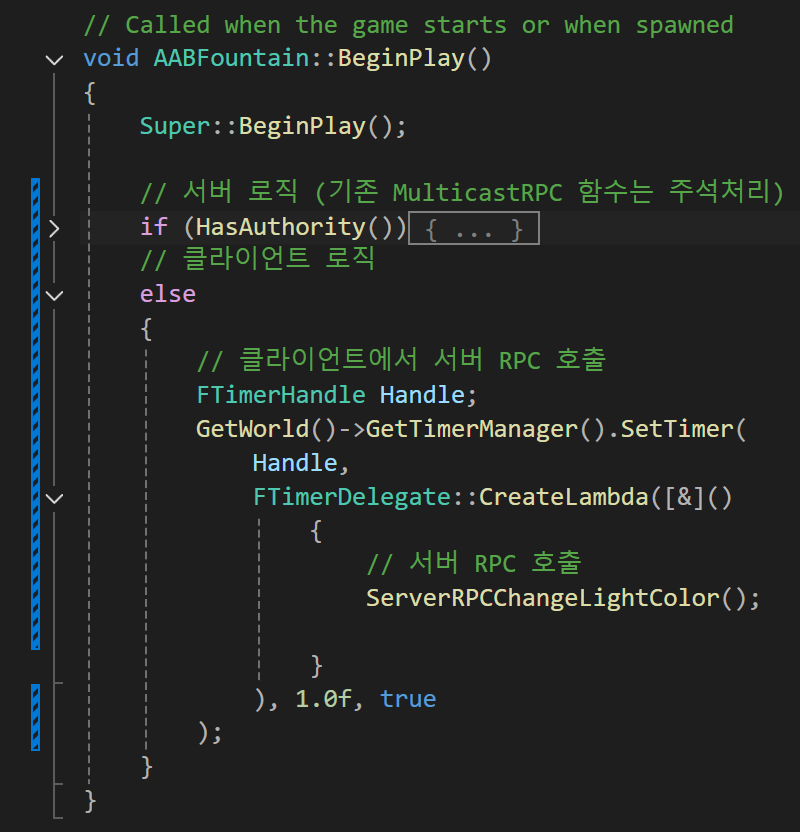 // Called when the game starts or when spawned
void AABFountain::BeginPlay()
{
Super::BeginPlay();
// 서버 로직 (기존 MulticastRPC 함수는 주석처리)
if (HasAuthority()){ ... }
// 클라이언트 로직
else
{
// 클라이언트에서 서버 RPC 호출
FTimerHandle Handle;
GetWorld()->GetTimerManager().SetTimer(
Handle,
FTimerDelegate::CreateLambda([&]()
{
// 서버 RPC 호출
ServerRPCChangeLightColor();
}
), 1.0f, true
);
}
}